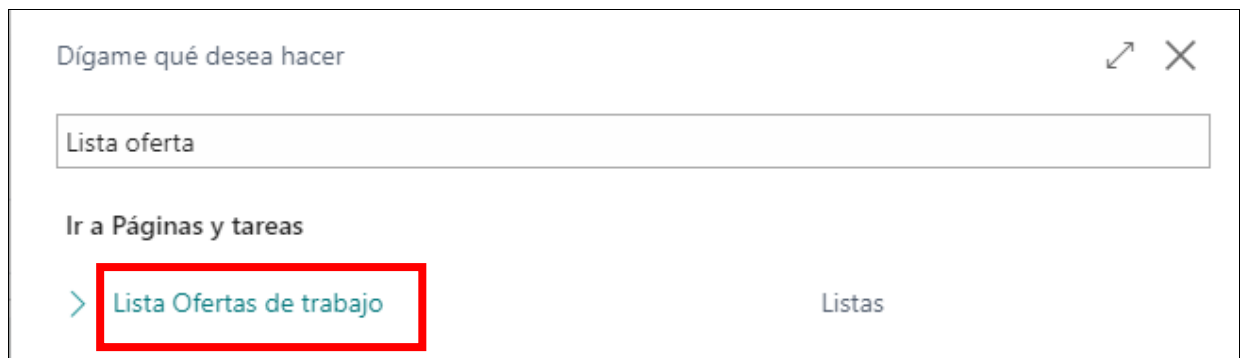 Dígame qué desea hacer
Lista oferta
Ir a Páginas y tareas
Lista Ofertas de trabajo Listas